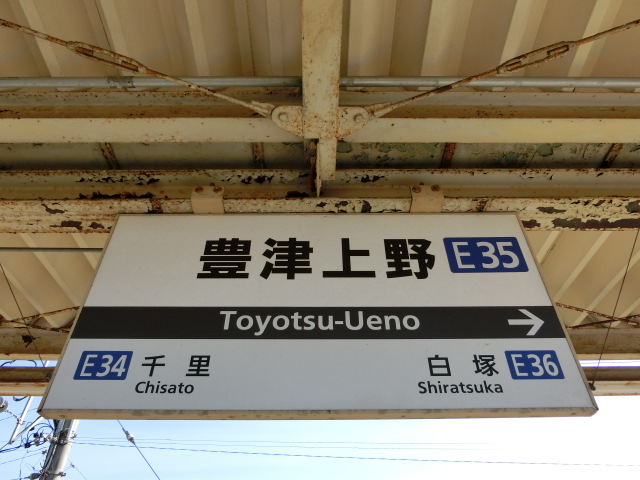 豊津上野 E35
Toyotsu-Ueno →
E34 千里 白塚 E36
Chisato Shiratsuka